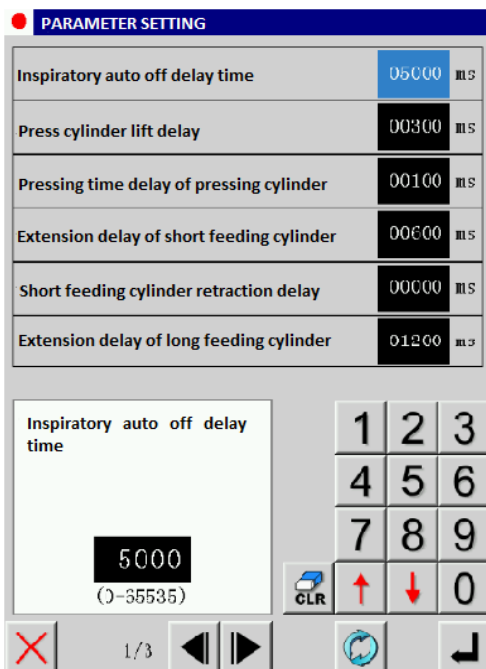 PARAMETER SETTING
Inspiratory auto off delay time 05000 ms
Press cylinder lift delay 00300 ms
Pressing time delay of pressing cylinder 00100 ms
Extension delay of short feeding cylinder 00600 ms
Short feeding cylinder retraction delay 00000 ms
Extension delay of long feeding cylinder 01200 ms
Inspiratory auto off delay
time
5000
(0-65535)
1 2 3
4 5 6
7 8 9
CLR 0
1/3